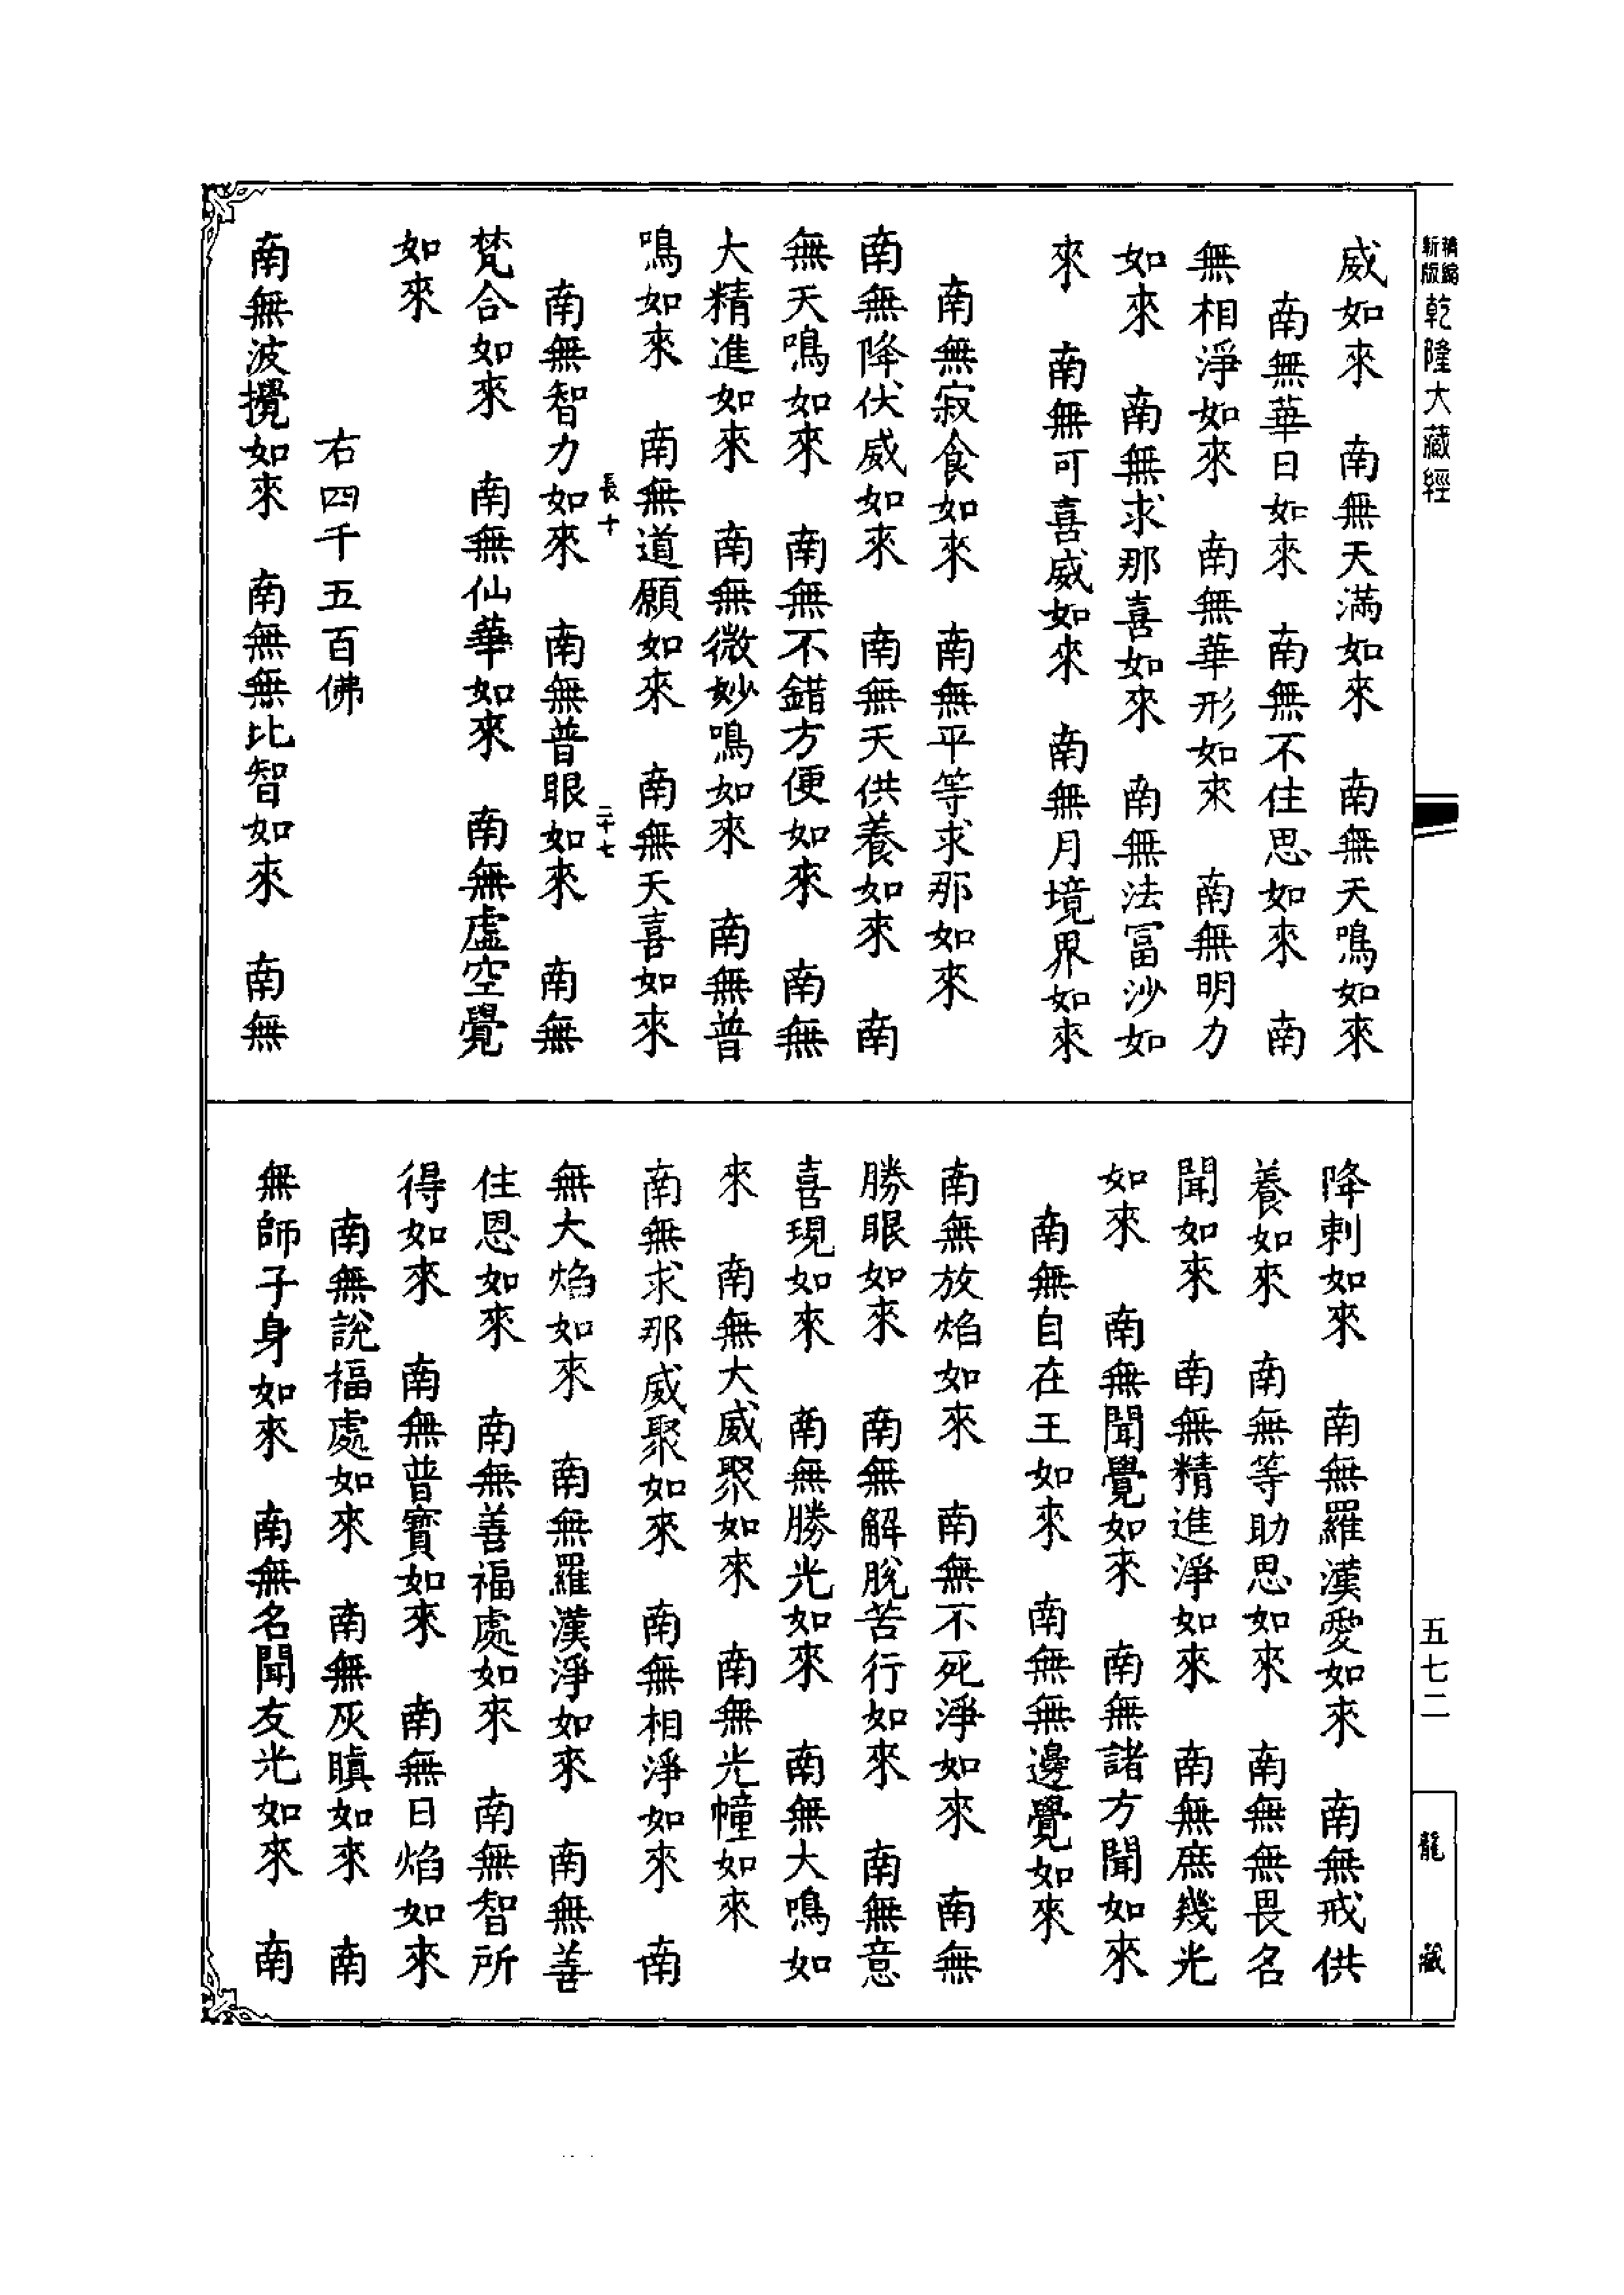 精編新版乾隆大藏經
威如來　南無天滿如來　南無天鳴如來
　南無華日如來　南無不住思如來　南
無相淨如來　南無華形如來　南無明力
如來　南無求那喜如來　南無法冨沙如
來　南無可喜威如來　南無月境界如來
　南無寂食如來　南無平等求那如來
南無降伏威如來　南無天供養如來　南
無天鳴如來　南無不錯方便如來　南無
大精進如來　南無微妙鳴如來　南無普
鳴如來　南無道願如來　南無天喜如來
長十　二十七
　南無智力如來　南無普眼如來　南無
梵合如來　南無仙華如來　南無虛空覺
如來
右四千五百佛
南無波攪如來　南無無比智如來　南無
降刺如來　南無羅漢愛如來　南無戒供
養如來　南無等助思如來　南無無畏名
聞如來　南無精進淨如來　南無庶幾光
如來　南無聞覺如來　南無諸方聞如來
　南無自在王如來　南無無邊覺如來
南無放焰如來　南無不死淨如來　南無
勝眼如來　南無解脫苦行如來　南無意
喜現如來　南無勝光如來　南無大鳴如
來　南無大威聚如來　南無光幢如來
南無求那威聚如來　南無相淨如來　南
無大焰如來　南無羅漢淨如來　南無善
住恩如來　南無善福處如來　南無智所
得如來　南無普寶如來　南無日焰如來
　南無說福處如來　南無灰瞋如來　南
無師子身如來　南無名聞友光如來　南
五七二
龍藏